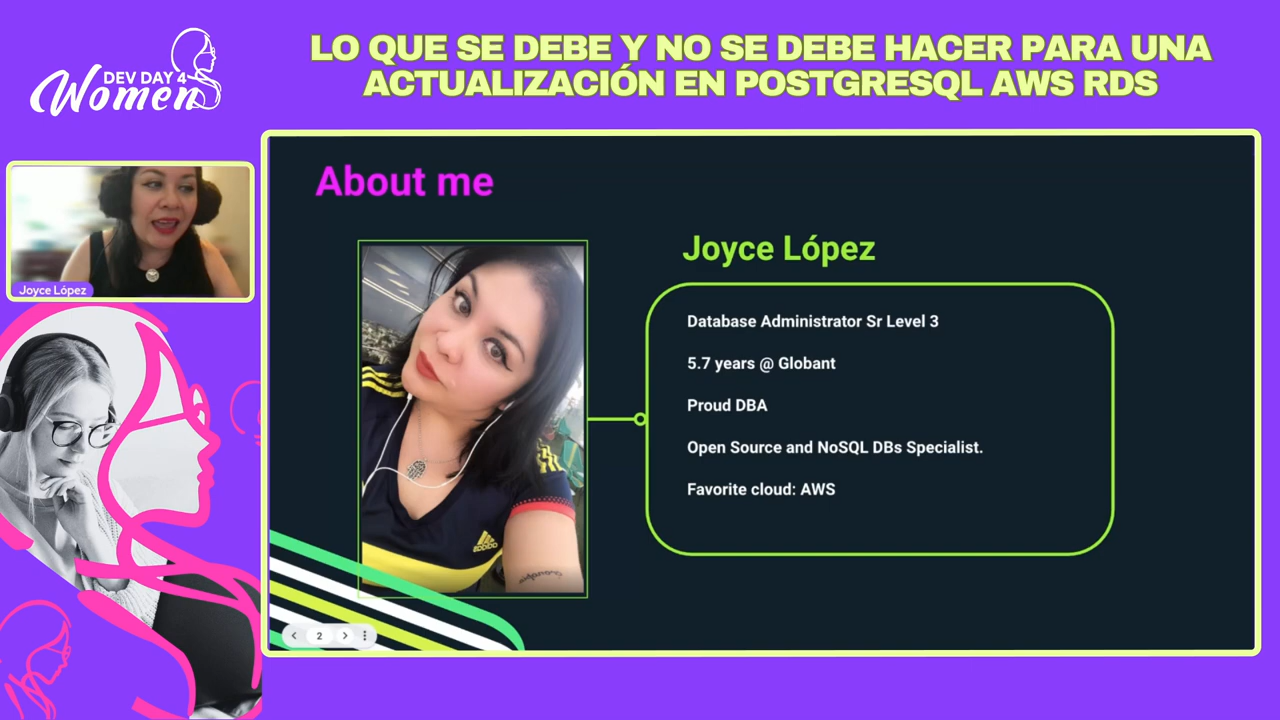 DEV DAY 4
Women
LO QUE SE DEBE Y NO SE DEBE HACER PARA UNA
ACTUALIZACIÓN EN POSTGRESQL AWS RDS
Joyce López
About me
Joyce López
Database Administrator Sr Level 3
5.7 years @ Globant
Proud DBA
Open Source and NoSQL DBs Specialist.
Favorite cloud: AWS
2